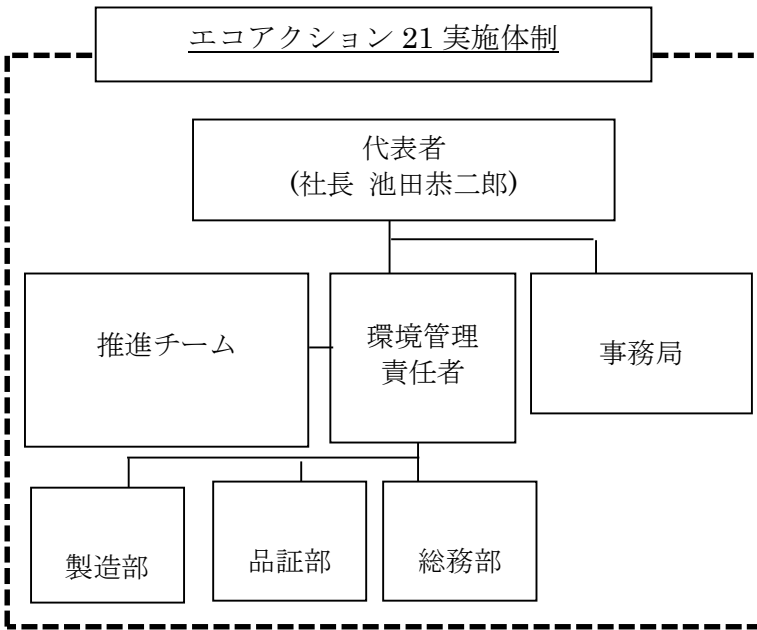 エコアクション 21 実施体制
代表者
(社長 池田恭二郎)
推進チーム
環境管理
責任者
事務局
製造部
品証部
総務部